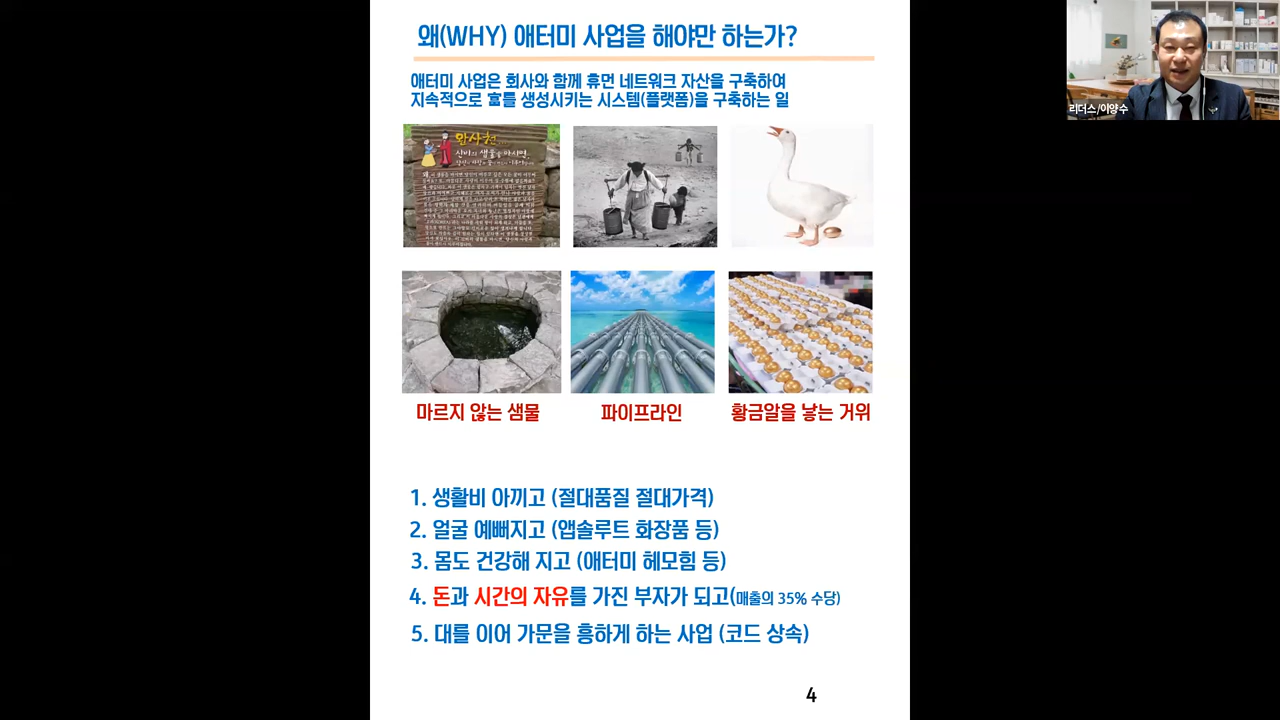 왜(WHY) 애터미 사업을 해야만 하는가?
애터미 사업은 회사와 함께 휴먼 네트워크 자산을 구축하여
지속적으로 富를 생성시키는 시스템(플랫폼)을 구축하는 일
리더스/이양수
마르지 않는 샘물
파이프라인
황금알을 낳는 거위
1. 생활비 아끼고 (절대품질 절대가격)
2. 얼굴 예뻐지고 (앱솔루트 화장품 등)
3. 몸도 건강해 지고 (애터미 헤모힘 등)
4. 돈과 시간의 자유를 가진 부자가 되고(매출의 35% 수당)
5. 대를 이어 가문을 흥하게 하는 사업 (코드 상속)
4